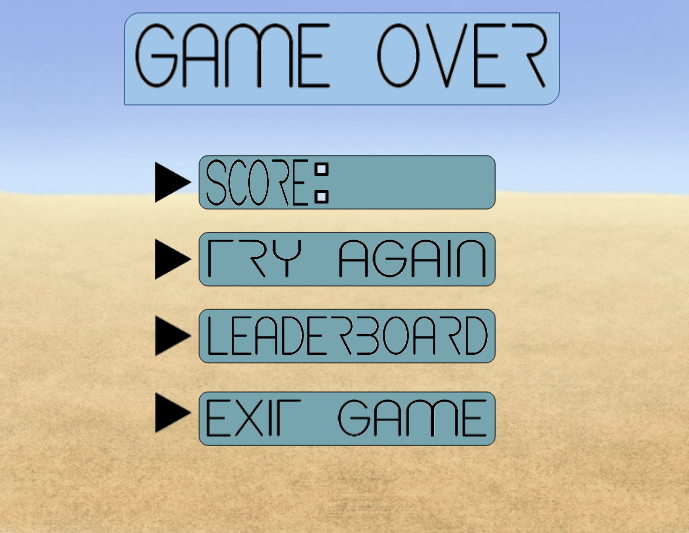 GAME OVER
SCORE:
TRY AGAIN
LEADERBOARD
EXIT GAME